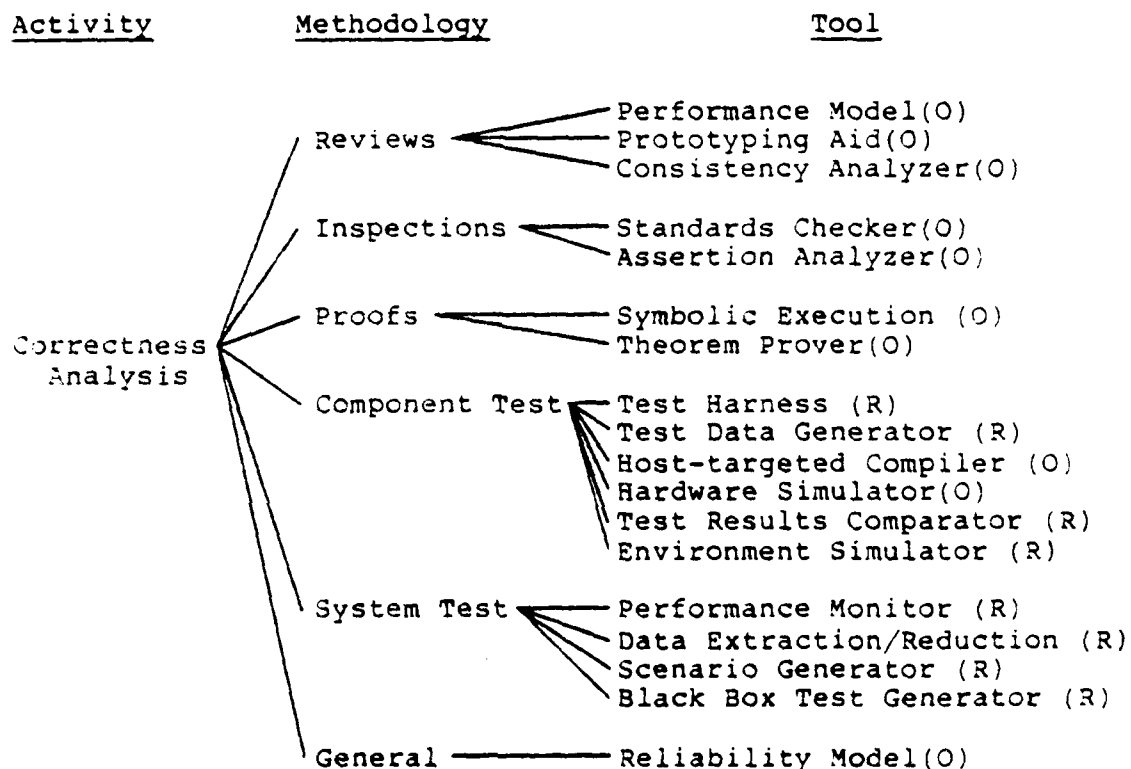 Activity Methodology Tool
Performance Model(O)
Reviews Prototyping Aid(O)
Consistency Analyzer(O)
Inspections Standards Checker(O)
Assertion Analyzer(O)
Proofs Symbolic Execution (O)
Correctness Theorem Prover(O)
Analysis
Component Test Test Harness (R)
Test Data Generator (R)
Host-targeted Compiler (O)
Hardware Simulator(O)
Test Results Comparator (R)
Environment Simulator (R)
System Test Performance Monitor (R)
Data Extraction/Reduction (R)
Scenario Generator (R)
Black Box Test Generator (R)
General Reliability Model(O)